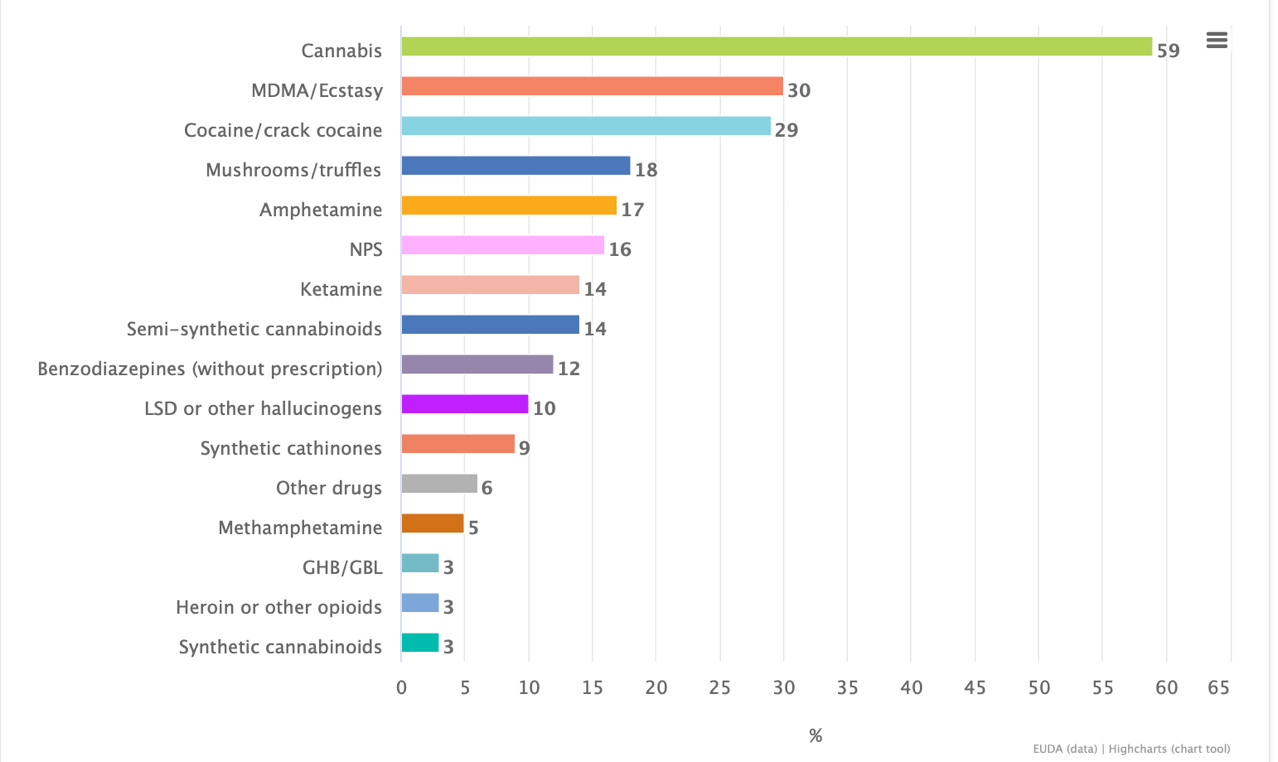 Cannabis 59
MDMA/Ecstasy 30
Cocaine/crack cocaine 29
Mushrooms/truffles 18
Amphetamine 17
NPS 16
Ketamine 14
Semi-synthetic cannabinoids 14
Benzodiazepines (without prescription) 12
LSD or other hallucinogens 10
Synthetic cathinones 9
Other drugs 6
Methamphetamine 5
GHB/GBL 3
Heroin or other opioids 3
Synthetic cannabinoids 3
0 5 10 15 20 25 30 35 40 45 50 55 60 65
%
EUDA (data) | Highcharts (chart tool)